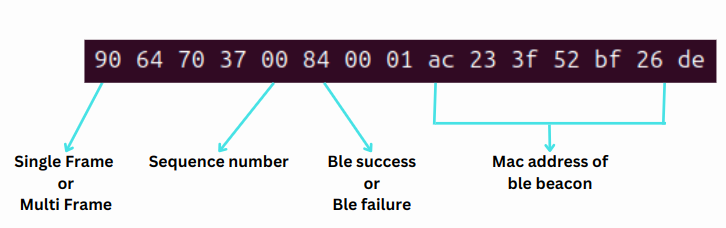 90 64 70 37 00 84 00 01 ac 23 3f 52 bf 26 de
Single Frame
or
Multi Frame
Sequence number
Ble success
or
Ble failure
Mac address of
ble beacon